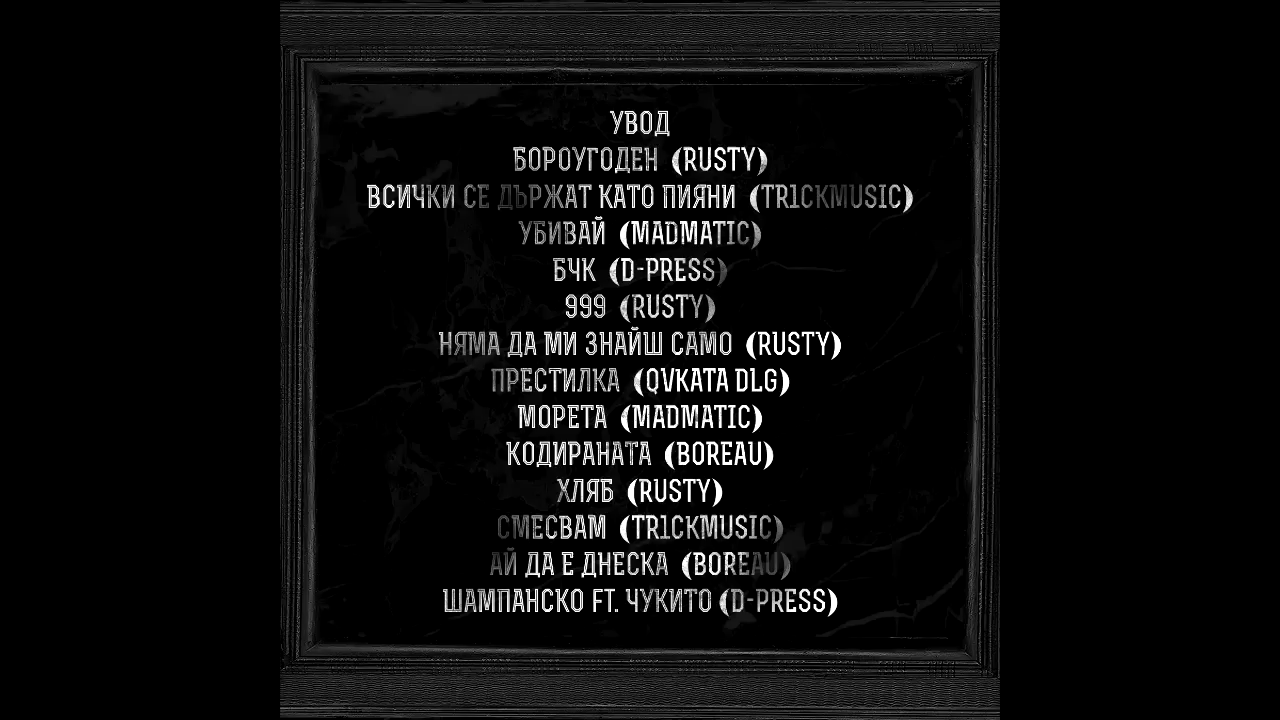 УВОД
БОРОУГОДЕН (RUSTY)
ВСИЧКИ СЕ ДЪРЖАТ КАТО ПИЯНИ (TR1CKMUSIC)
УБИВАЙ (MADMATIC)
БЧК (D-PRESS)
999 (RUSTY)
НЯМА ДА МИ ЗНАЙШ САМО (RUSTY)
ПРЕСТИЛКА (QVKATA DLG)
МОРЕТА (MADMATIC)
КОДИРАНАТА (BOREAU)
ХЛЯБ (RUSTY)
СМЕСВАМ (TR1CKMUSIC)
АЙ ДА Е ДНЕСКА (BOREAU)
ШАМПАНСКО FT. ЧУКИТО (D-PRESS)